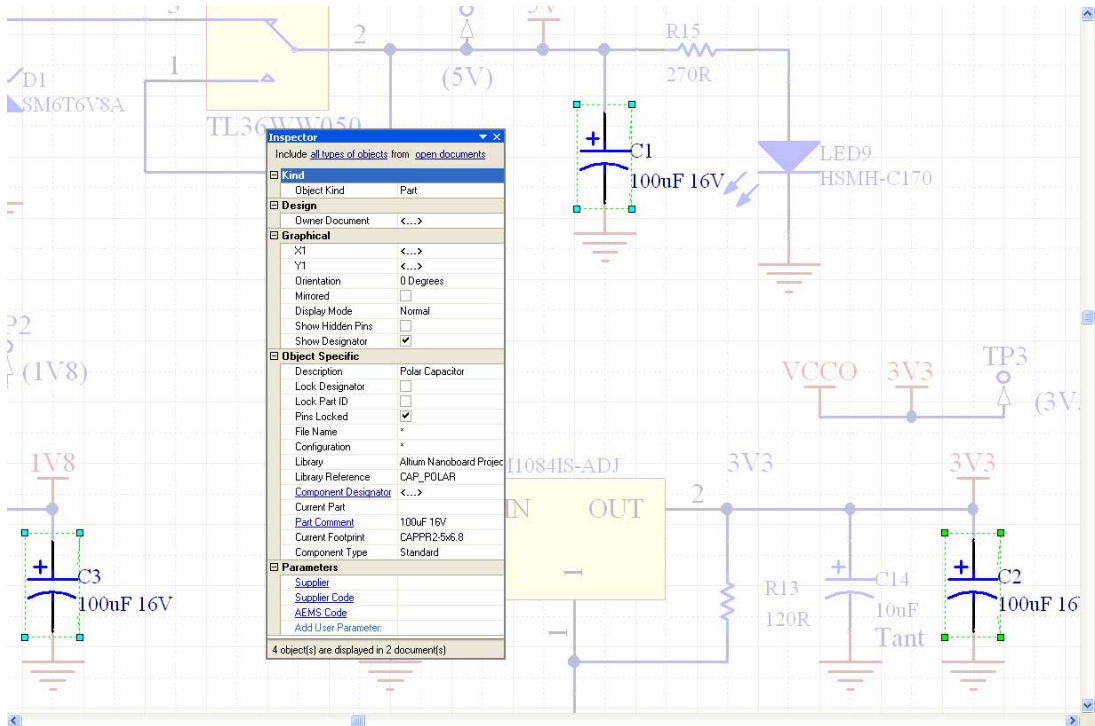 3
2
1
D1
SM6T6V8A
TL36WW050
(5V)
5V
R15
270R
C1
100uF 16V
LED9
HSMH-C170
Inspector
Include all types of objects from open documents
Kind
Object Kind Part
Design
Owner Document <...>
Graphical
X1 <...>
Y1 <...>
Orientation 0 Degrees
Mirrored
Display Mode Normal
Show Hidden Pins
Show Designator
Object Specific
Description Polar Capacitor
Lock Designator
Lock Part ID
Pins Locked
File Name *
Configuration *
Library Altium Nanoboard Projec
Library Reference CAP_POLAR
Component Designator <...>
Current Part
Part Comment 100uF 16V
Current Footprint CAPPR2-5x6.8
Component Type Standard
Parameters
Supplier
Supplier Code
AEMS Code
Add User Parameter:
4 object(s) are displayed in 2 document(s)
P2
(1V8)
1V8
C3
100uF 16V
VCCO
3V3
TP3
(3V
M1084IS-ADJ
IN
OUT
2
1
1
3V3
3V3
R13
120R
C14
10uF
Tant
C2
100uF 16